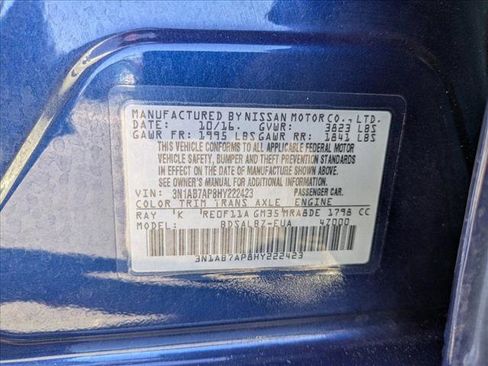 MANUFACTURED BY NISSAN MOTOR CO., LTD.
DATE: 10/16 GVWR: 3823 LBS
GAWR FR: 1995 LBS GAWR RR: 1841 LBS
THIS VEHICLE CONFORMS TO ALL APPLICABLE FEDERAL MOTOR
VEHICLE SAFETY, BUMPER AND THEFT PREVENTION STANDARDS
IN EFFECT ON THE DATE OF MANUFACTURE SHOWN ABOVE.
SEE OWNER'S MANUAL FOR ADDITIONAL INFORMATION.
VIN: 3N1AB7AP8HY222423 PASSENGER CAR.
COLOR TRIM TRANS AXLE ENGINE
RAY K RE0F11A GM35 MRA8DE 1798 CC
MODEL: BDSALB7-EUA 47000
3N1AB7AP8HY222423